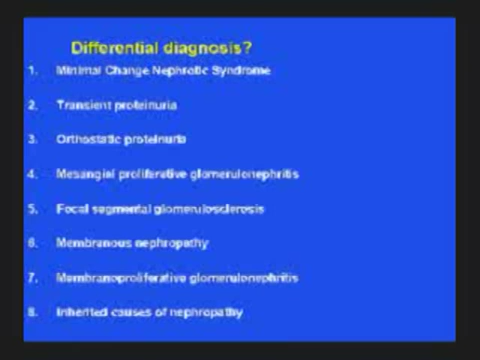 Differential diagnosis?
1. Minimal Change Nephrotic Syndrome
2. Transient proteinuria
3. Orthostatic proteinuria
4. Mesangial proliferative glomerulonephritis
5. Focal segmental glomerulosclerosis
6. Membranous nephropathy
7. Membranoproliferative glomerulonephritis
8. Inherited causes of nephropathy